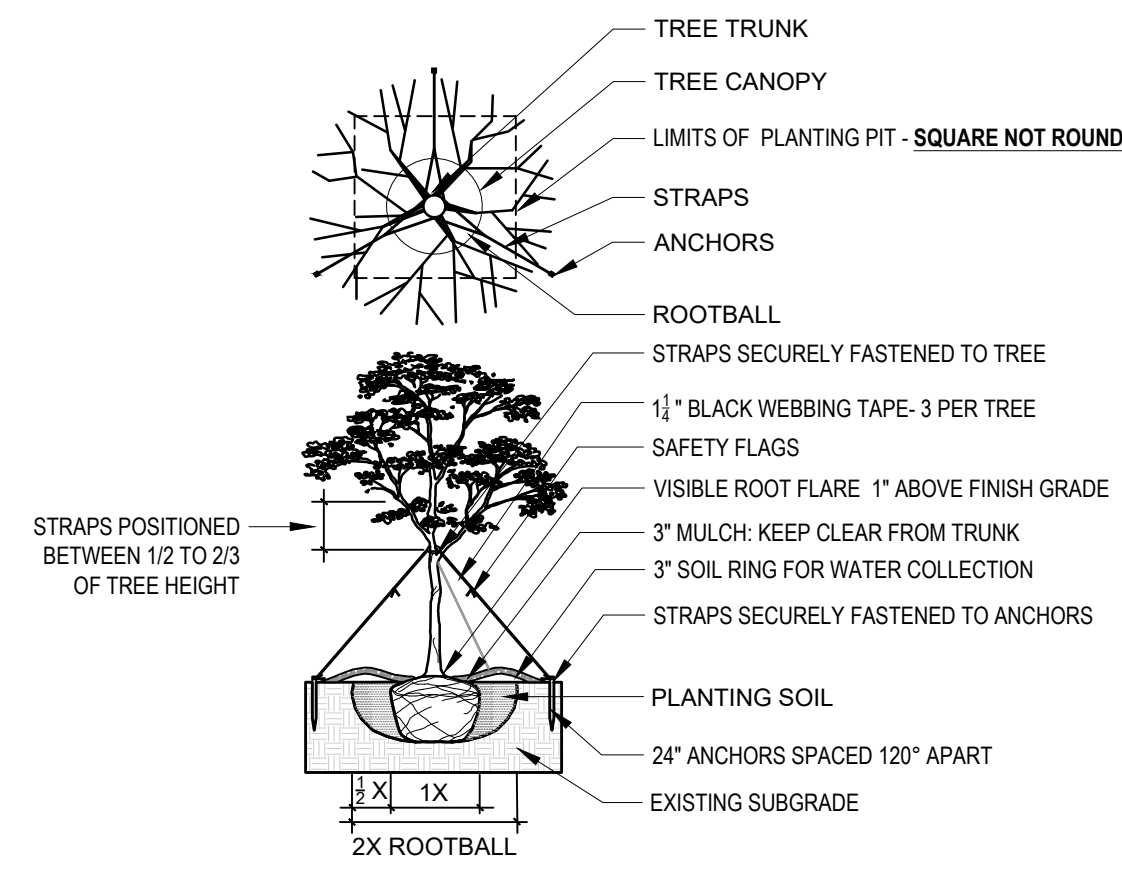 TREE TRUNK
TREE CANOPY
LIMITS OF PLANTING PIT - SQUARE NOT ROUND
STRAPS
ANCHORS
ROOTBALL
STRAPS SECURELY FASTENED TO TREE
1 1/4" BLACK WEBBING TAPE- 3 PER TREE
SAFETY FLAGS
VISIBLE ROOT FLARE 1" ABOVE FINISH GRADE
3" MULCH: KEEP CLEAR FROM TRUNK
3" SOIL RING FOR WATER COLLECTION
STRAPS SECURELY FASTENED TO ANCHORS
PLANTING SOIL
24" ANCHORS SPACED 120° APART
EXISTING SUBGRADE
STRAPS POSITIONED
BETWEEN 1/2 TO 2/3
OF TREE HEIGHT
1/2 X
1X
2X ROOTBALL